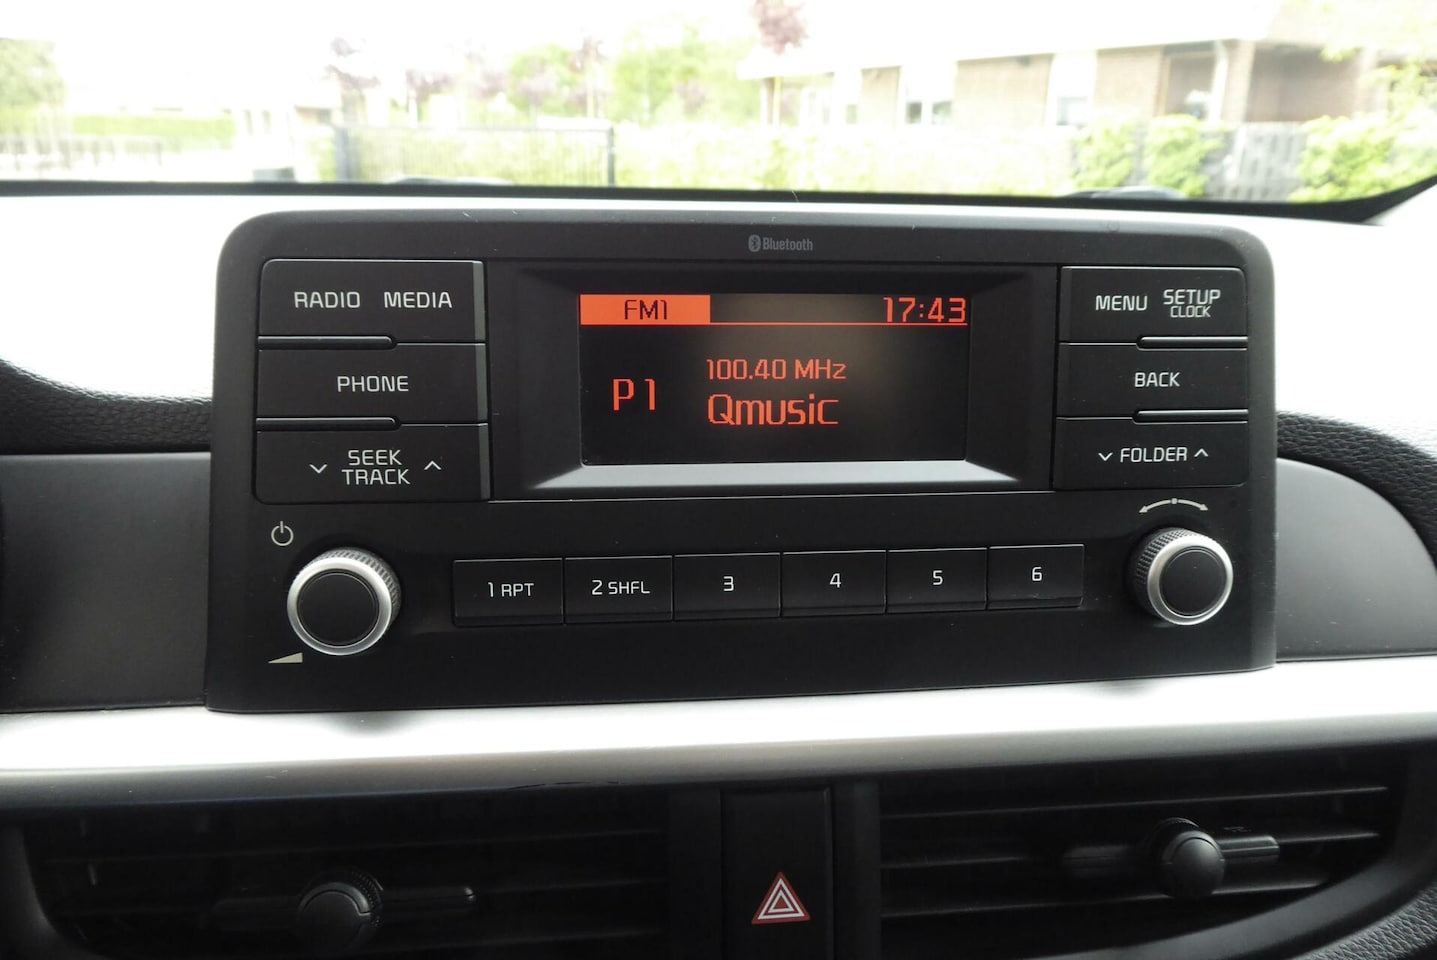 Bluetooth
RADIO MEDIA
FM1 17:43
MENU SETUP
CLOCK
PHONE
P1 100.40 MHz
Qmusic
BACK
SEEK
TRACK
FOLDER
1 RPT 2 SHFL 3 4 5 6